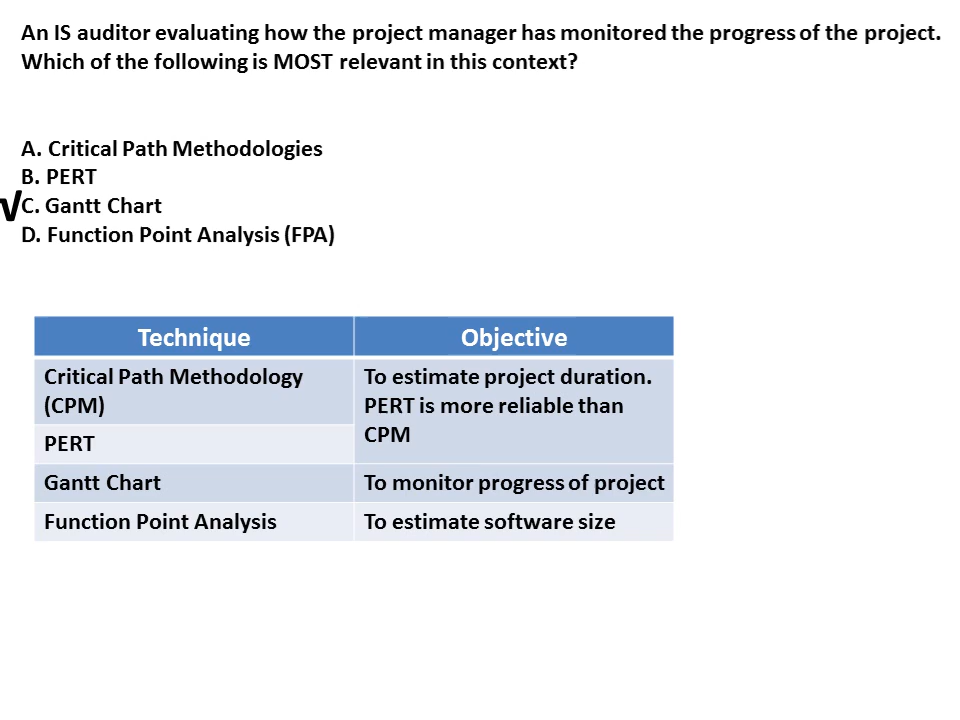 An IS auditor evaluating how the project manager has monitored the progress of the project.
Which of the following is MOST relevant in this context?
A. Critical Path Methodologies
B. PERT
√C. Gantt Chart
D. Function Point Analysis (FPA)
Technique Objective
Critical Path Methodology
(CPM)
To estimate project duration.
PERT is more reliable than
CPM
PERT
Gantt Chart To monitor progress of project
Function Point Analysis To estimate software size